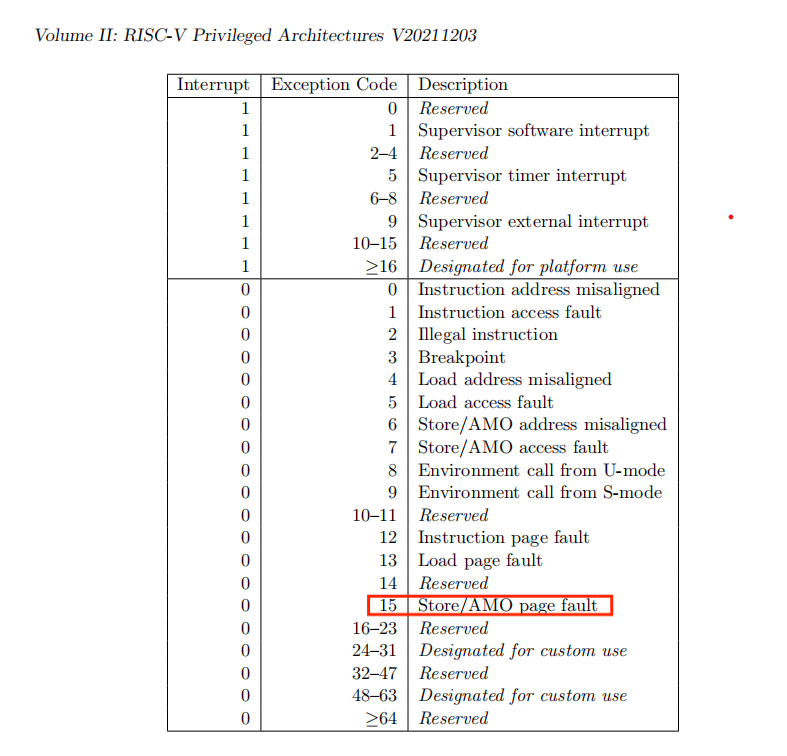 Volume II: RISC-V Privileged Architectures V20211203
Interrupt Exception Code Description
1 0 Reserved
1 1 Supervisor software interrupt
1 2–4 Reserved
1 5 Supervisor timer interrupt
1 6–8 Reserved
1 9 Supervisor external interrupt
1 10–15 Reserved
1 ≥16 Designated for platform use
0 0 Instruction address misaligned
0 1 Instruction access fault
0 2 Illegal instruction
0 3 Breakpoint
0 4 Load address misaligned
0 5 Load access fault
0 6 Store/AMO address misaligned
0 7 Store/AMO access fault
0 8 Environment call from U-mode
0 9 Environment call from S-mode
0 10–11 Reserved
0 12 Instruction page fault
0 13 Load page fault
0 14 Reserved
0 15 Store/AMO page fault
0 16–23 Reserved
0 24–31 Designated for custom use
0 32–47 Reserved
0 48–63 Designated for custom use
0 ≥64 Reserved